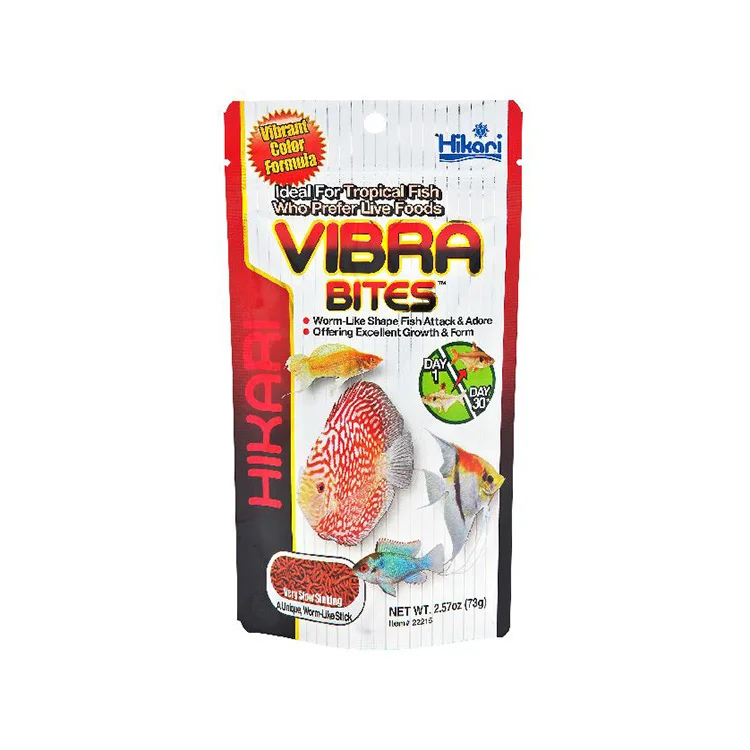 Vibrant
Color
Formula
Hikari
Ideal For Tropical Fish
Who Prefer Live Foods
VIBRA
BITES™
• Worm-Like Shape Fish Attack & Adore
• Offering Excellent Growth & Form
HIKARI
DAY
1
DAY
30*
Very Slow Sinking
A Unique, Worm-Like Stick
NET WT. 2.57oz (73g)
Item# 22215